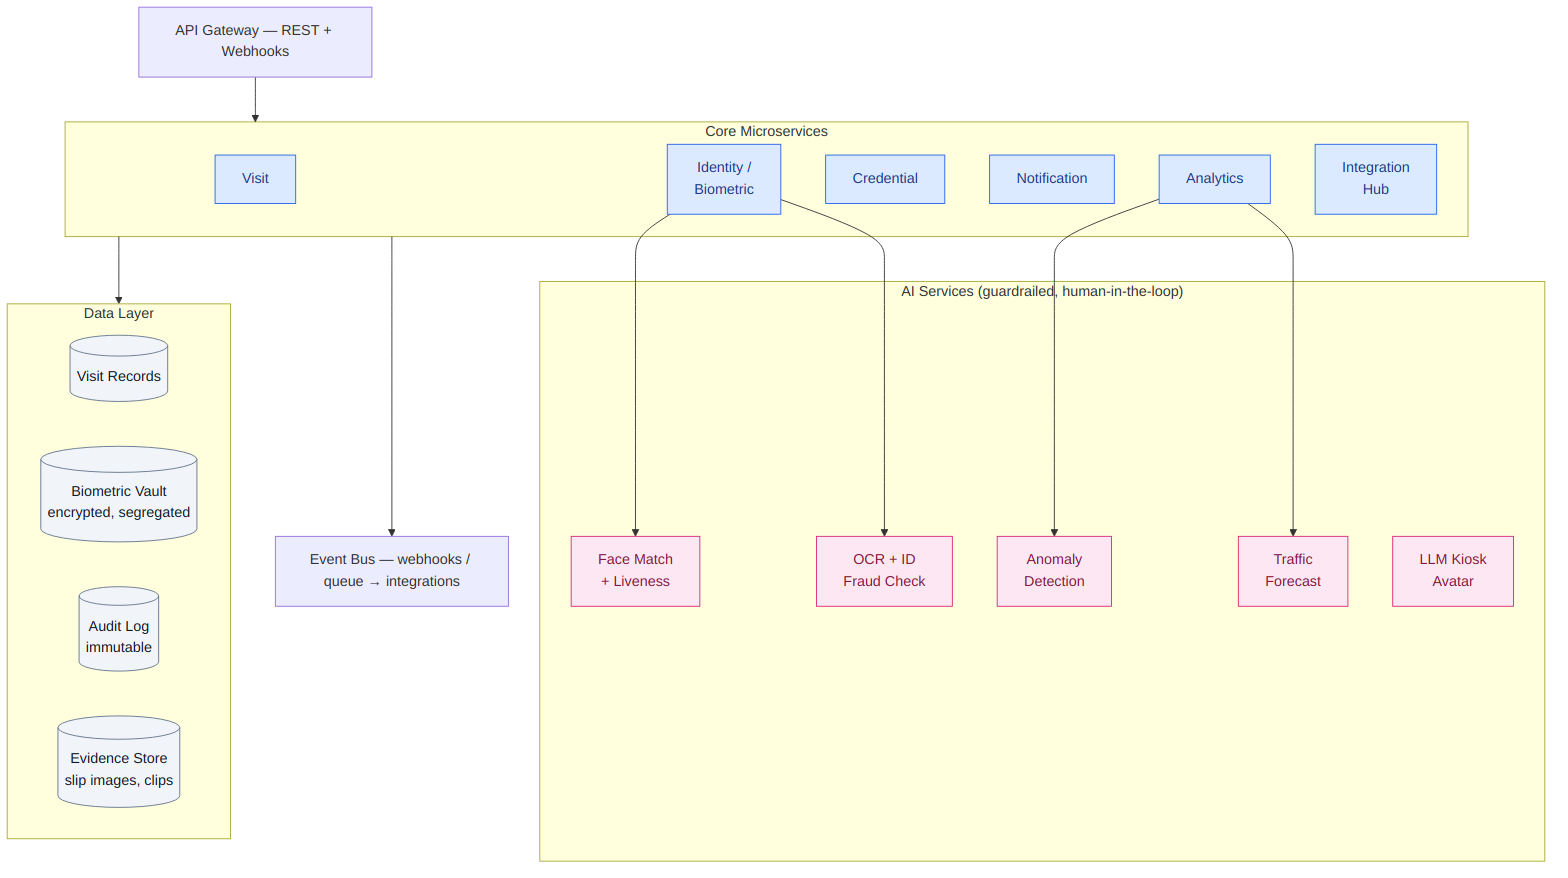 API Gateway — REST +
Webhooks
Core Microservices
Visit
Identity /
Biometric
Credential
Notification
Analytics
Integration
Hub
Data Layer
Visit Records
Biometric Vault
encrypted, segregated
Audit Log
immutable
Evidence Store
slip images, clips
Event Bus — webhooks /
queue → integrations
AI Services (guardrailed, human-in-the-loop)
Face Match
+ Liveness
OCR + ID
Fraud Check
Anomaly
Detection
Traffic
Forecast
LLM Kiosk
Avatar